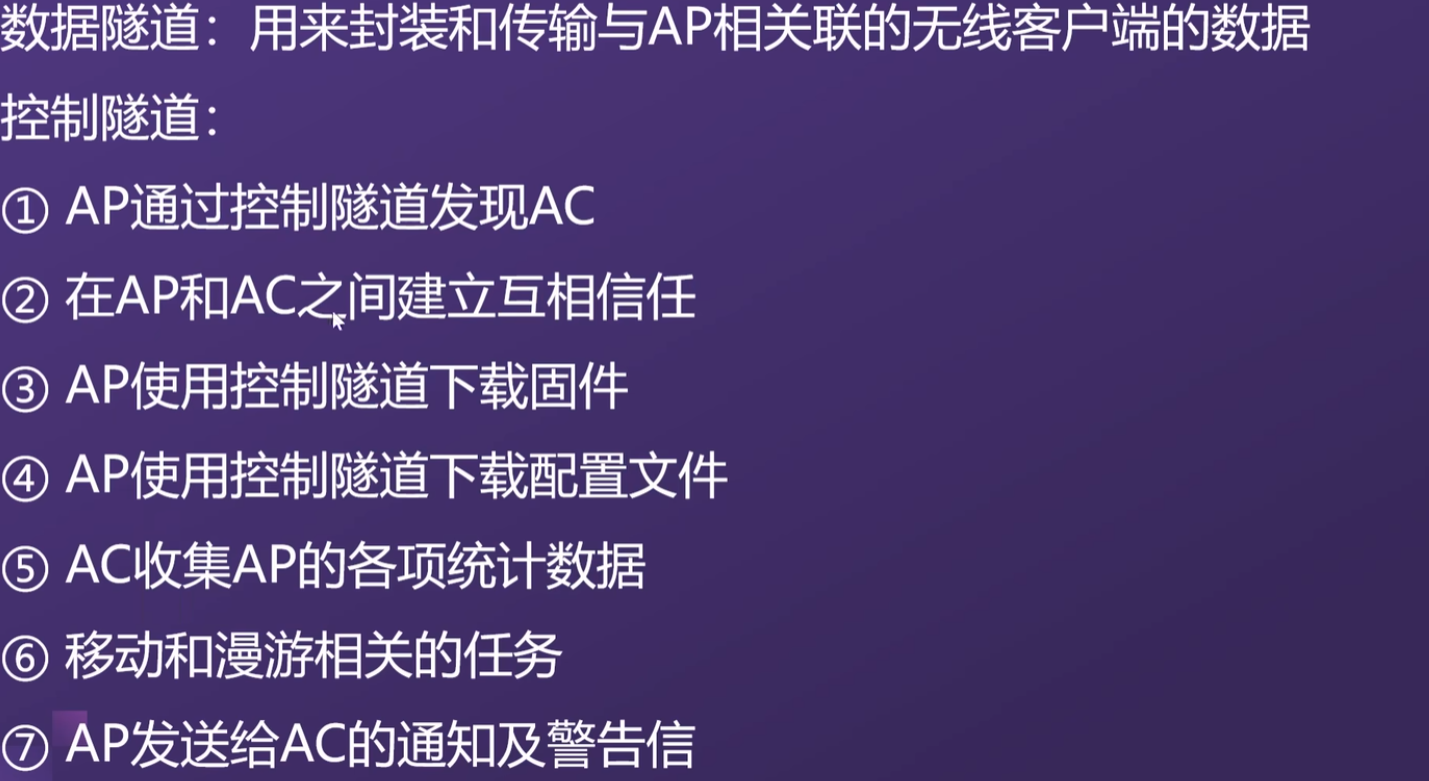 数据隧道：用来封装和传输与AP相关联的无线客户端的数据
控制隧道：
① AP通过控制隧道发现AC
② 在AP和AC之间建立互相信任
③ AP使用控制隧道下载固件
④ AP使用控制隧道下载配置文件
⑤ AC收集AP的各项统计数据
⑥ 移动和漫游相关的任务
⑦ AP发送给AC的通知及警告信